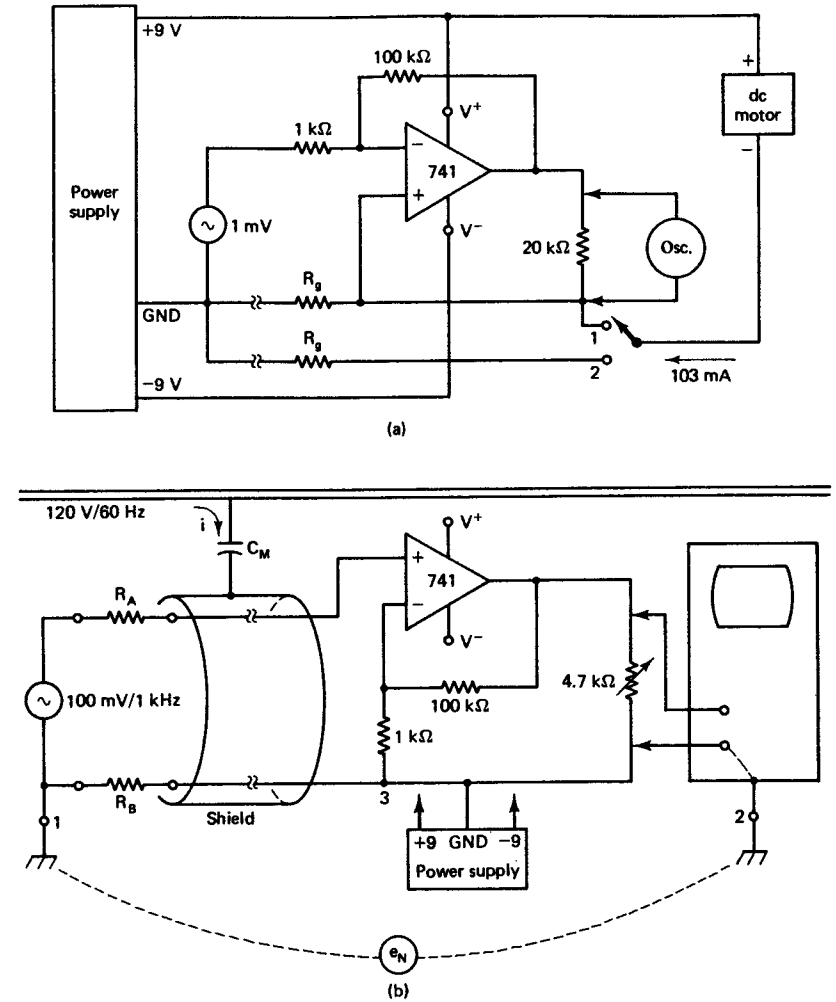 +9 V
100 kΩ
V+
+
dc
motor
−
1 kΩ
−
741
+
Power
supply
1 mV
V−
20 kΩ
Osc.
Rg
GND
Rg
1
2
103 mA
−9 V
(a)
120 V/60 Hz
i
CM
V+
+
741
−
RA
V−
100 mV/1 kHz
100 kΩ
4.7 kΩ
1 kΩ
RB
Shield
3
1
2
+9 GND −9
Power supply
eN
(b)